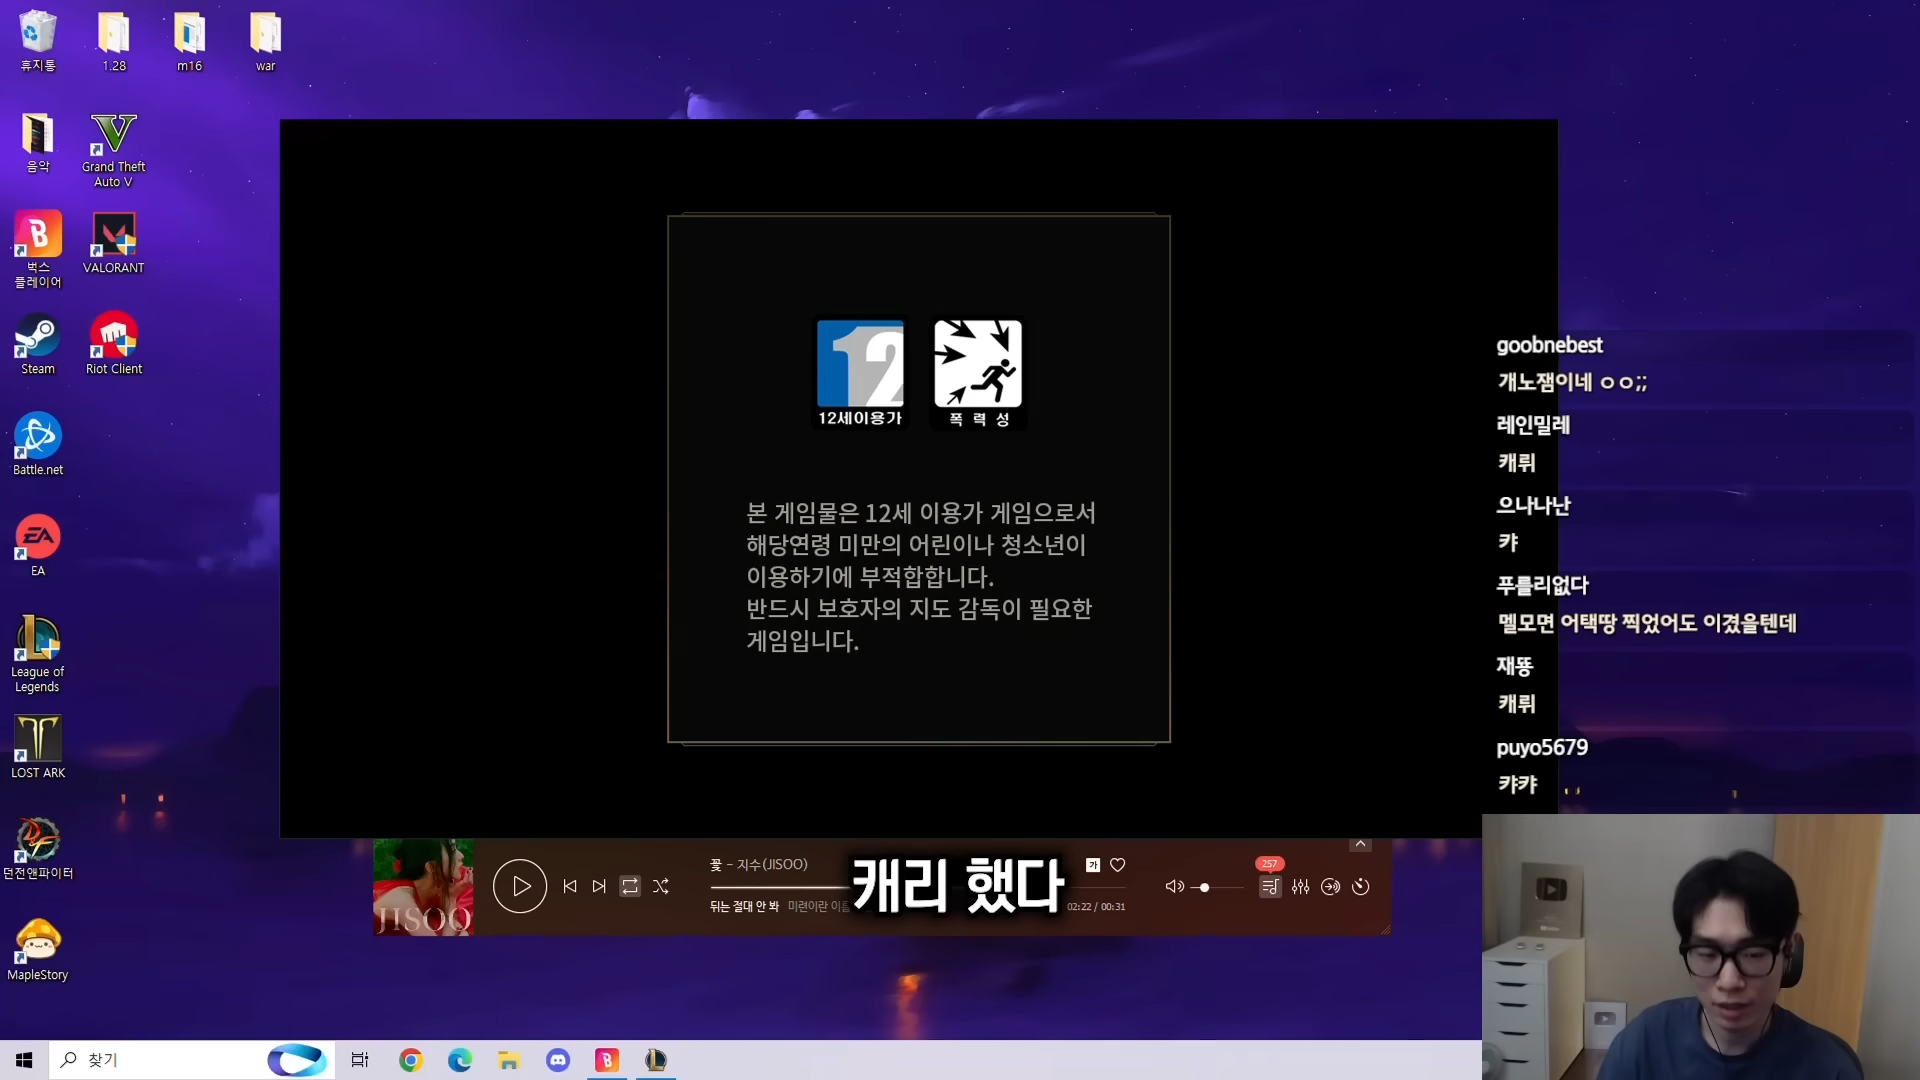 휴지통
1.28
m16
war
음악
Grand Theft
Auto V
벅스
플레이어
VALORANT
Steam
Riot Client
Battle.net
EA
EA
League of
Legends
LOST ARK
던전앤파이터
MapleStory
12세이용가
폭력성
본 게임물은 12세 이용가 게임으로서
해당연령 미만의 어린이나 청소년이
이용하기에 부적합합니다.
반드시 보호자의 지도 감독이 필요한
게임입니다.
goobnebest
개노잼이네 ㅇㅇ;;
레인밀레
캐뤼
으나나난
캬
푸를리없다
멜모면 어택땅 찍었어도 이겼을텐데
재뚕
캐뤼
puyo5679
캬캬
JISOO
꽃 - 지수(JISOO)
가
257
뒤는 절대 안 봐 미련이란 이름
02:22 / 00:31
캐리 했다
찾기